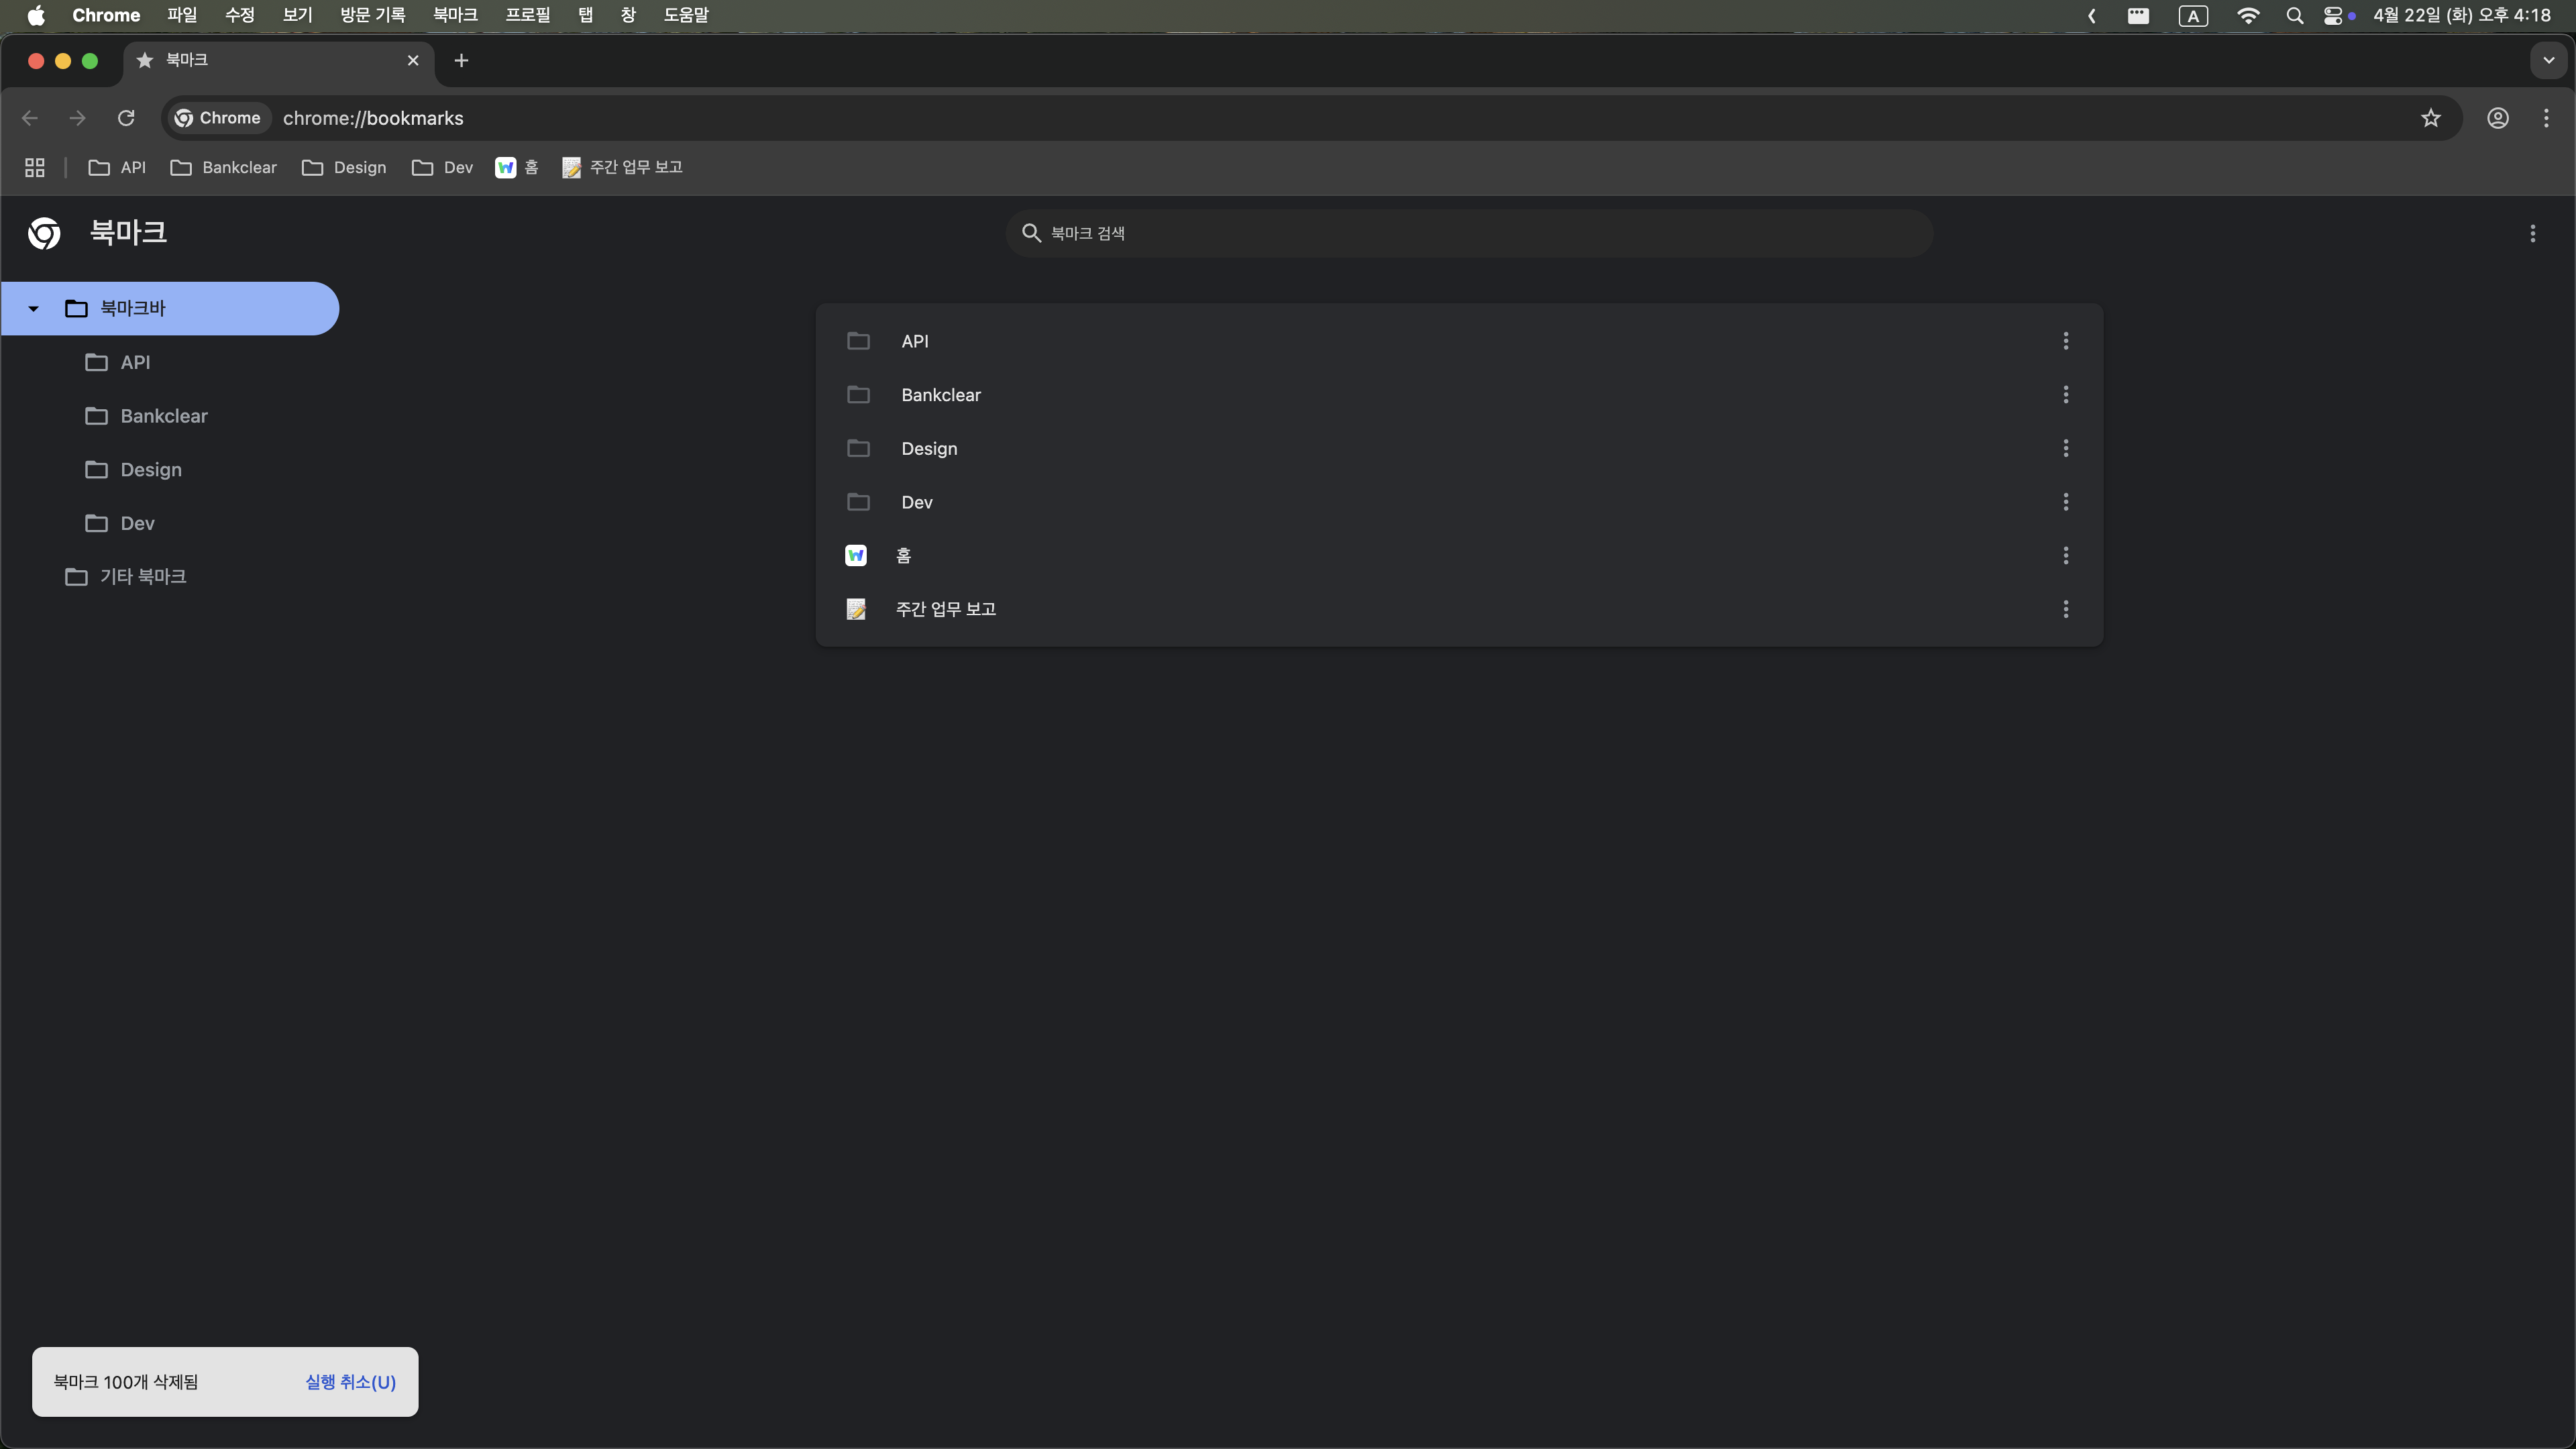 Chrome 파일 수정 보기 방문 기록 북마크 프로필 탭 창 도움말 A 4월 22일 (화) 오후 4:18
북마크
Chrome chrome://bookmarks
API Bankclear Design Dev 홈 주간 업무 보고
북마크 북마크 검색
북마크바
API
Bankclear
Design
Dev
기타 북마크
API
Bankclear
Design
Dev
홈
주간 업무 보고
북마크 100개 삭제됨 실행 취소(U)